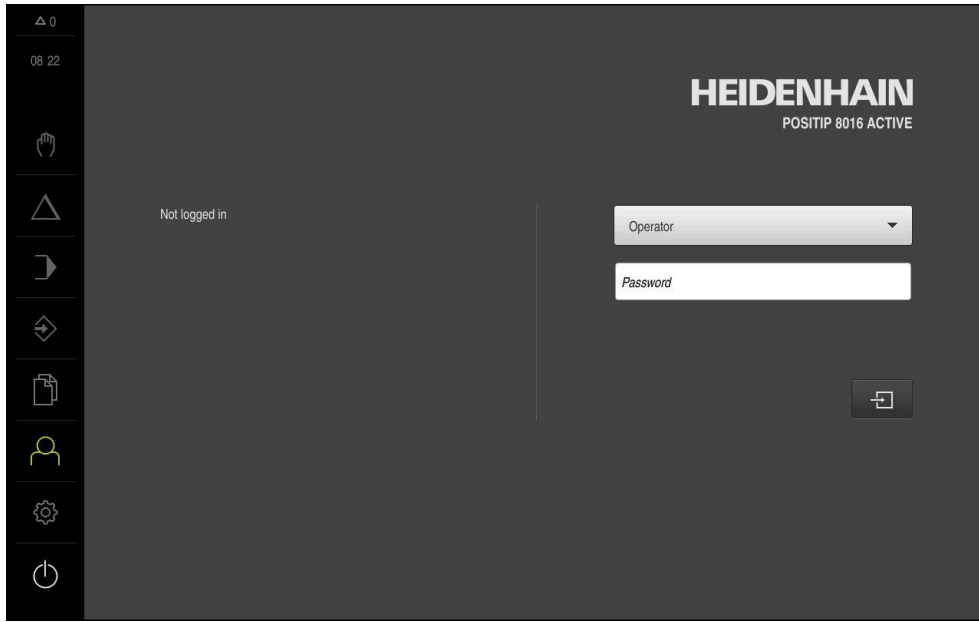 0
08 22
HEIDENHAIN
POSITIP 8016 ACTIVE
Not logged in
Operator
Password